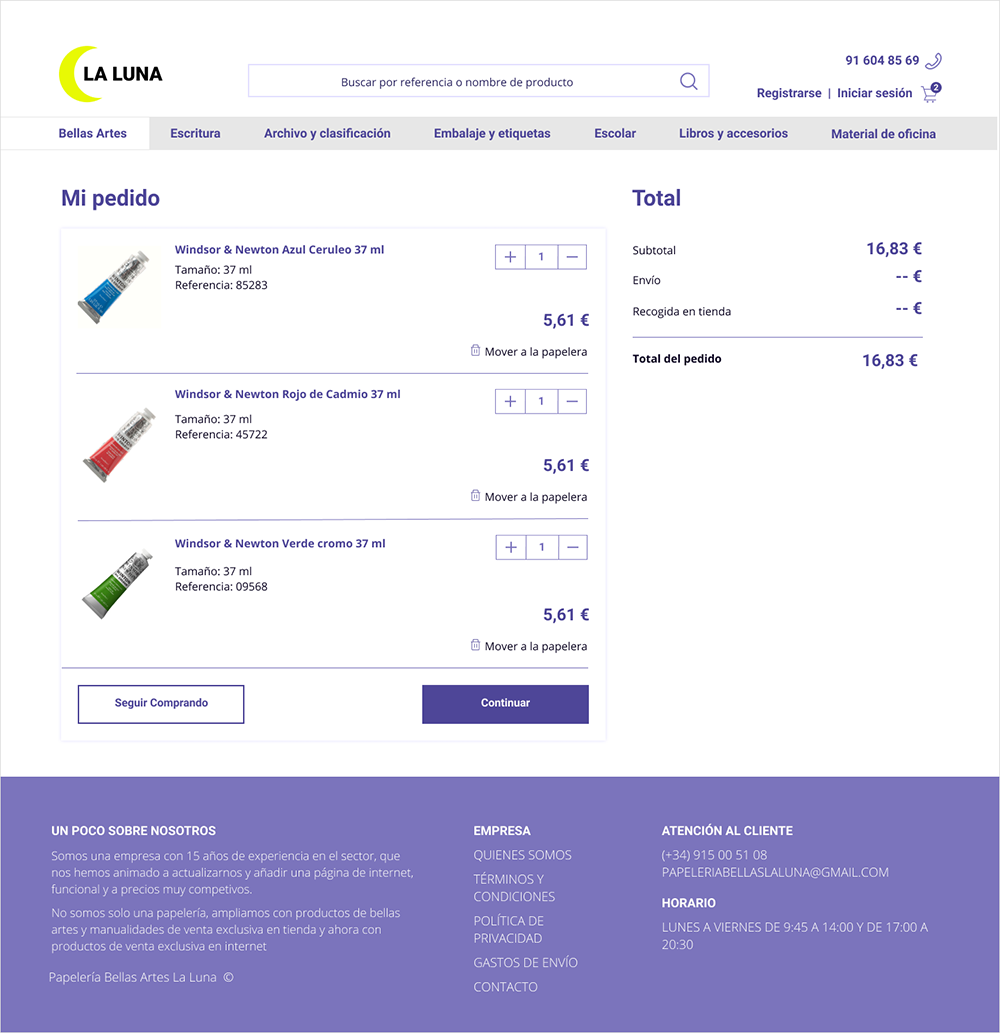 LA LUNA
Buscar por referencia o nombre de producto
91 604 85 69
Registrarse | Iniciar sesión
2
Bellas Artes
Escritura
Archivo y clasificación
Embalaje y etiquetas
Escolar
Libros y accesorios
Material de oficina
Mi pedido
Windsor & Newton Azul Ceruleo 37 ml
Tamaño: 37 ml
Referencia: 85283
+ 1 −
5,61 €
Mover a la papelera
Windsor & Newton Rojo de Cadmio 37 ml
Tamaño: 37 ml
Referencia: 45722
+ 1 −
5,61 €
Mover a la papelera
Windsor & Newton Verde cromo 37 ml
Tamaño: 37 ml
Referencia: 09568
+ 1 −
5,61 €
Mover a la papelera
Seguir Comprando
Continuar
Total
Subtotal 16,83 €
Envío -- €
Recogida en tienda -- €
Total del pedido 16,83 €
UN POCO SOBRE NOSOTROS
Somos una empresa con 15 años de experiencia en el sector, que
nos hemos animado a actualizarnos y añadir una página de internet,
funcional y a precios muy competivos.
No somos solo una papelería, ampliamos con productos de bellas
artes y manualidades de venta exclusiva en tienda y ahora con
productos de venta exclusiva en internet
Papelería Bellas Artes La Luna ©
EMPRESA
QUIENES SOMOS
TÉRMINOS Y
CONDICIONES
POLÍTICA DE
PRIVACIDAD
GASTOS DE ENVÍO
CONTACTO
ATENCIÓN AL CLIENTE
(+34) 915 00 51 08
PAPELERIABELLASLALUNA@GMAIL.COM
HORARIO
LUNES A VIERNES DE 9:45 A 14:00 Y DE 17:00 A
20:30